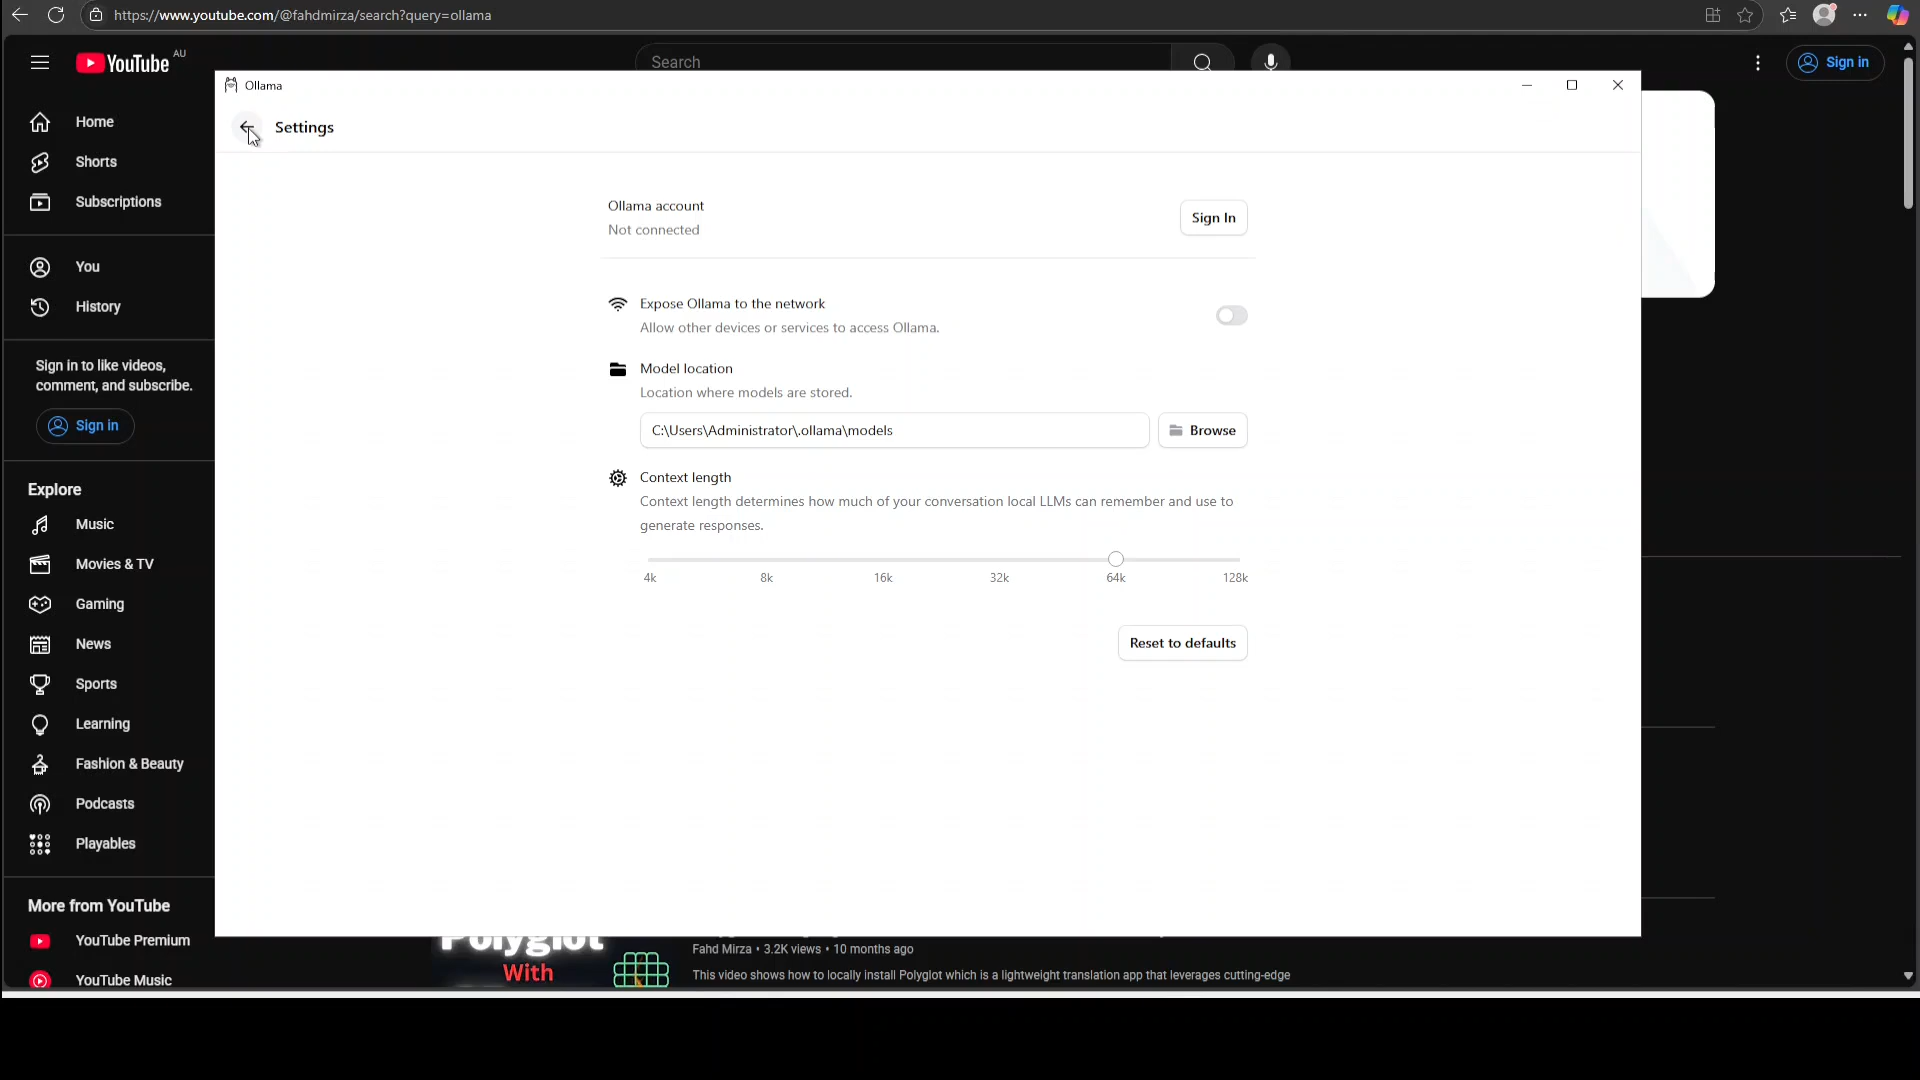 https://www.youtube.com/@fahdmirza/search?query=ollama
YouTube AU
Search
Sign in
Home
Shorts
Subscriptions
You
History
Sign in to like videos,
comment, and subscribe.
Sign in
Explore
Music
Movies & TV
Gaming
News
Sports
Learning
Fashion & Beauty
Podcasts
Playables
More from YouTube
YouTube Premium
YouTube Music
Ollama
Settings
Ollama account
Not connected
Sign In
Expose Ollama to the network
Allow other devices or services to access Ollama.
Model location
Location where models are stored.
C:\Users\Administrator\.ollama\models
Browse
Context length
Context length determines how much of your conversation local LLMs can remember and use to
generate responses.
4k 8k 16k 32k 64k 128k
Reset to defaults
Polyglot
With
Fahd Mirza • 3.2K views • 10 months ago
This video shows how to locally install Polyglot which is a lightweight translation app that leverages cutting-edge